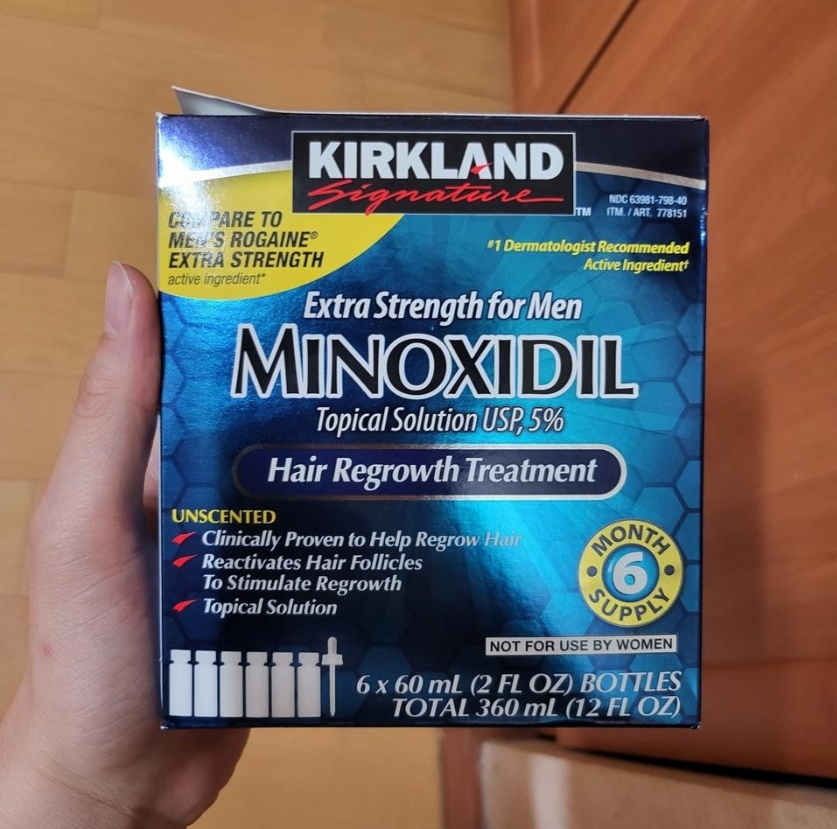 KIRKLAND
Signature™
NDC 63981-798-40
ITM. / ART. 778151
COMPARE TO
MEN'S ROGAINE®
EXTRA STRENGTH
active ingredient*
#1 Dermatologist Recommended
Active Ingredient†
Extra Strength for Men
MINOXIDIL
Topical Solution USP, 5%
Hair Regrowth Treatment
UNSCENTED
Clinically Proven to Help Regrow Hair
Reactivates Hair Follicles
To Stimulate Regrowth
Topical Solution
MONTH
6
SUPPLY
NOT FOR USE BY WOMEN
6 x 60 mL (2 FL OZ) BOTTLES
TOTAL 360 mL (12 FL OZ)